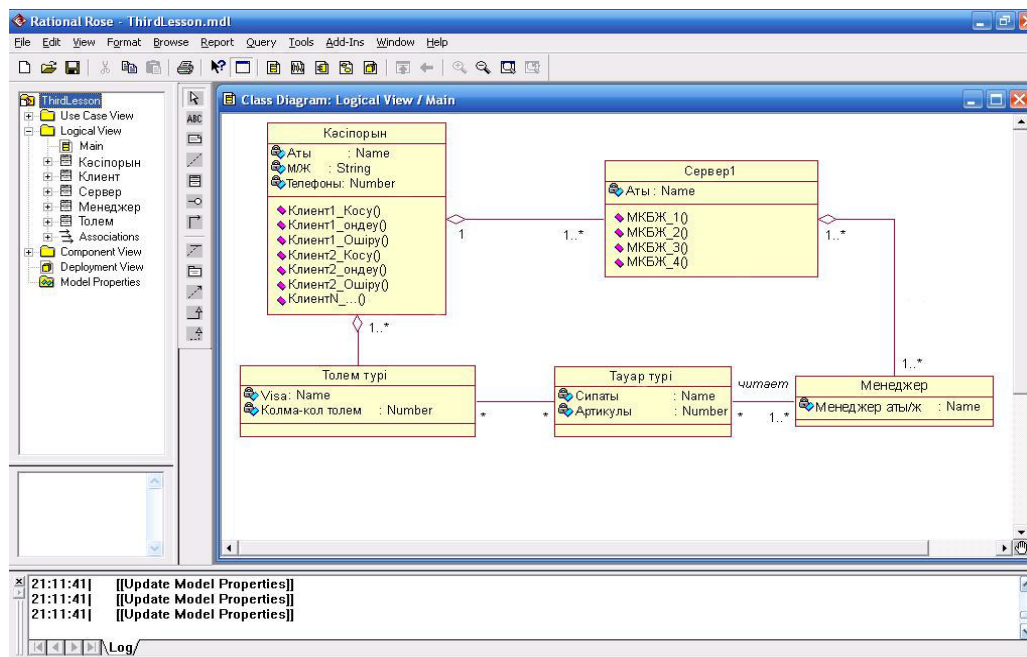 Rational Rose - ThirdLesson.mdl
File Edit View Format Browse Report Query Tools Add-Ins Window Help
ThirdLesson
Use Case View
Logical View
Main
Кәсіпорын
Клиент
Сервер
Менеджер
Толем
Associations
Component View
Deployment View
Model Properties
ABC
Class Diagram: Logical View / Main
Кәсіпорын
Аты : Name
М/Ж : String
Телефоны: Number
Клиент1_Косу()
Клиент1_ондеу()
Клиент1_Ошіру()
Клиент2_Косу()
Клиент2_ондеу()
Клиент2_Ошіру()
КлиентN_...()
1
1..*
Сервер1
Аты : Name
МКБЖ_1()
МКБЖ_2()
МКБЖ_3()
МКБЖ_4()
1..*
1..*
1..*
Толем түрі
Visa: Name
Колма-кол толем : Number
*
*
Тауар түрі
Сипаты : Name
Артикулы : Number
читает
*
1..*
Менеджер
Менеджер аты/ж : Name
21:11:41| [[Update Model Properties]]
21:11:41| [[Update Model Properties]]
21:11:41| [[Update Model Properties]]
Log